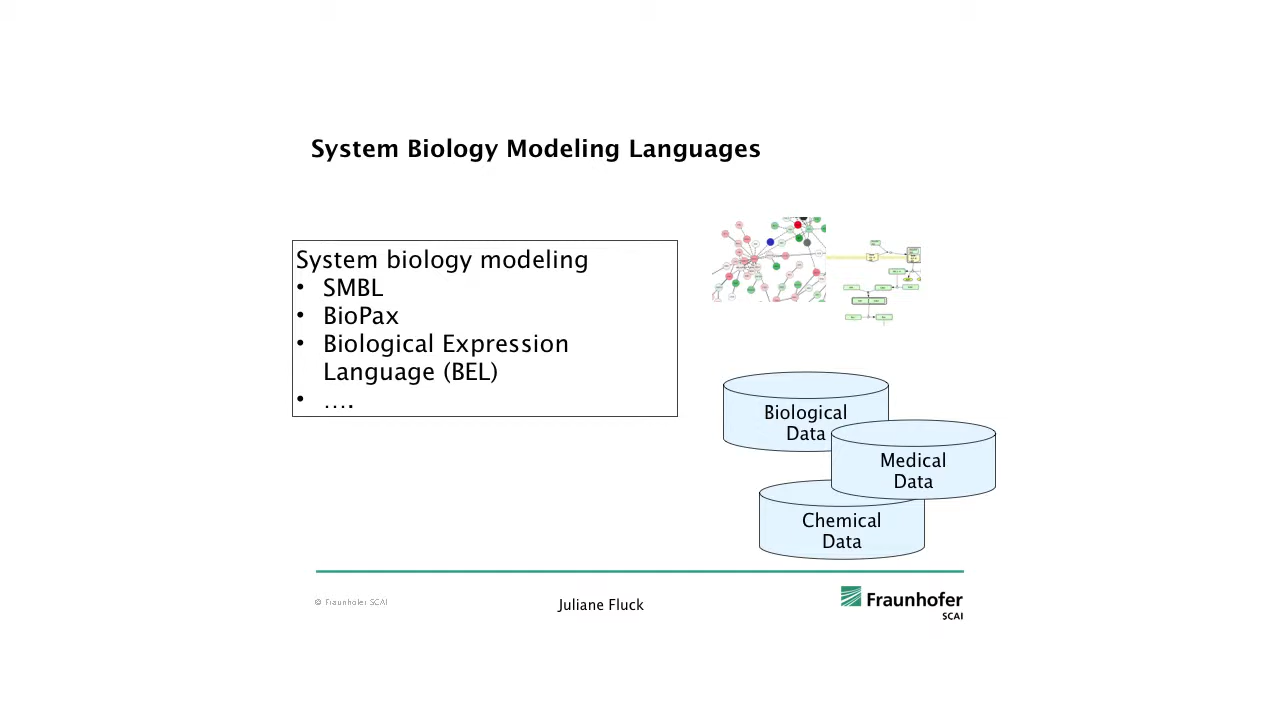 System Biology Modeling Languages
System biology modeling
• SMBL
• BioPax
• Biological Expression
Language (BEL)
• ….
Biological
Data
Medical
Data
Chemical
Data
© Fraunhofer SCAI
Juliane Fluck
Fraunhofer
SCAI